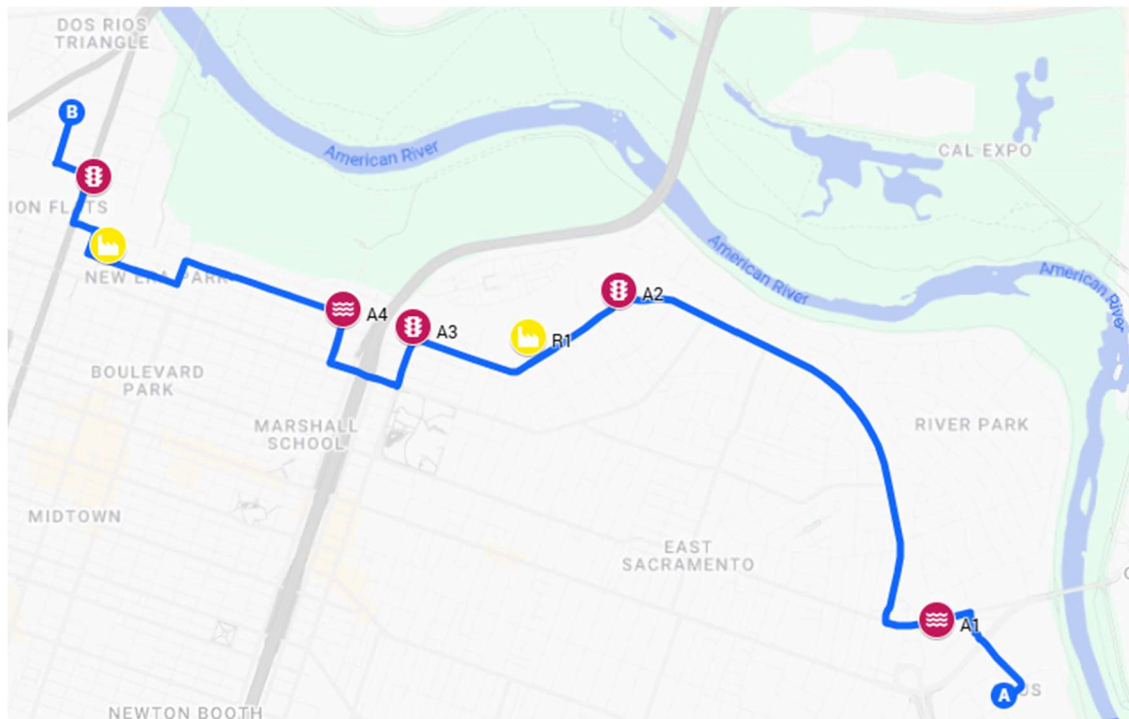 DOS RIOS
TRIANGLE
B
American River
CAL EXPO
ION FLATS
American River
American River
NEW ERA PARK
A4
A3
A2
R1
BOULEVARD
PARK
MARSHALL
SCHOOL
RIVER PARK
MIDTOWN
EAST
SACRAMENTO
A1
A
US
NEWTON BOOTH